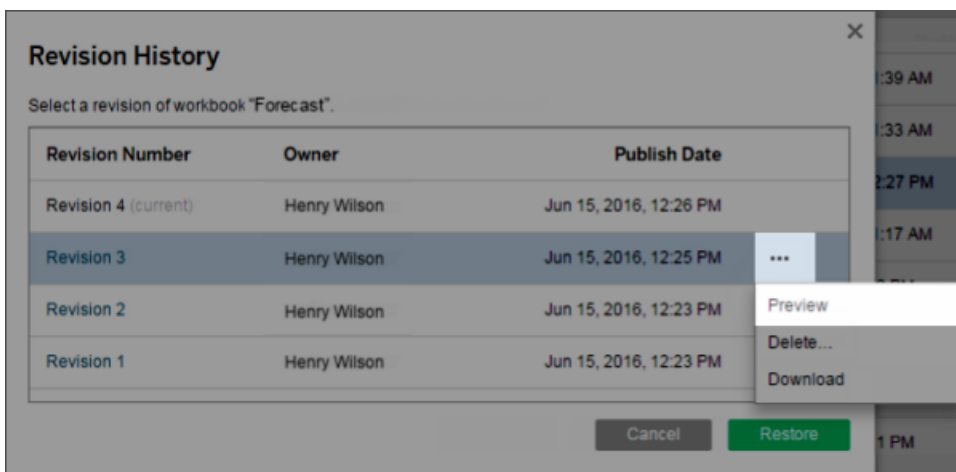 Revision History
Select a revision of workbook "Forecast".
Revision Number Owner Publish Date
Revision 4 (current) Henry Wilson Jun 15, 2016, 12:26 PM
Revision 3 Henry Wilson Jun 15, 2016, 12:25 PM ...
Revision 2 Henry Wilson Jun 15, 2016, 12:23 PM
Revision 1 Henry Wilson Jun 15, 2016, 12:23 PM
Preview
Delete...
Download
Cancel Restore
:39 AM
:33 AM
2:27 PM
:17 AM
1 PM